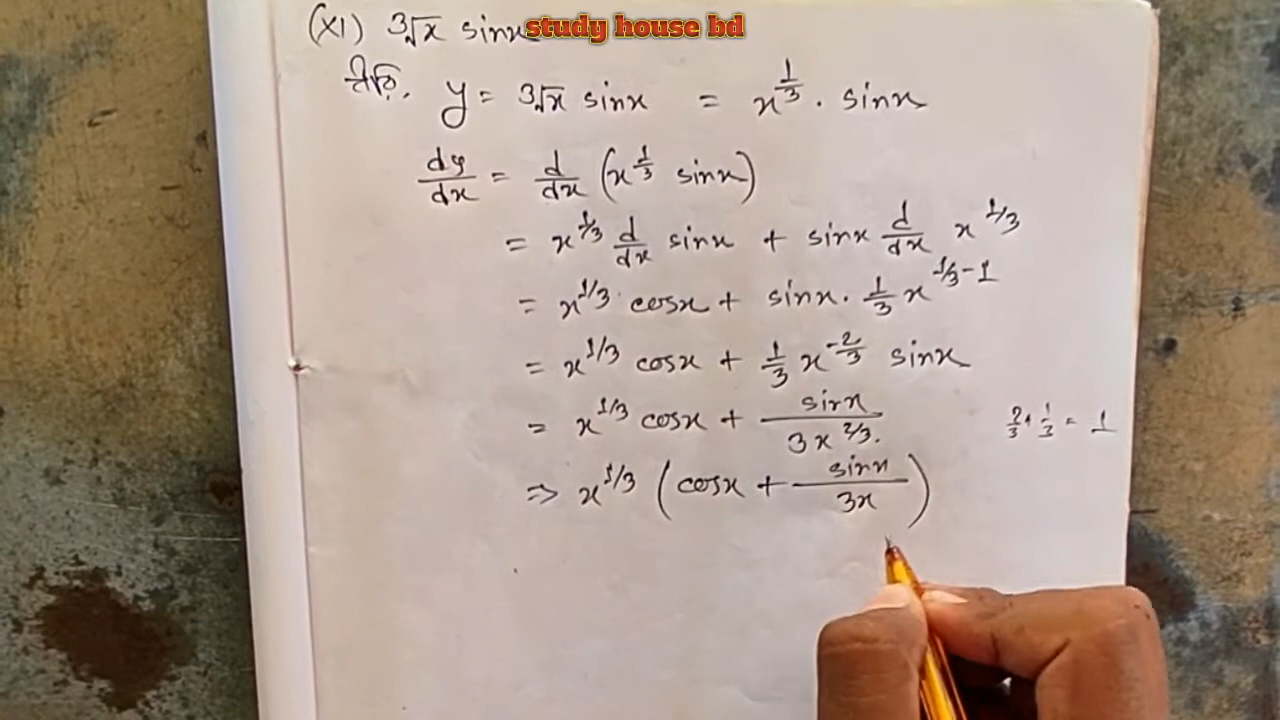 (XI) ∛x sinx
study house bd
ধরি, y = ∛x sinx = x^{1/3} . sinx
dy/dx = d/dx (x^{1/3} sinx)
= x^{1/3} d/dx sinx + sinx d/dx x^{1/3}
= x^{1/3} . cosx + sinx . 1/3 x^{1/3-1}
= x^{1/3} cosx + 1/3 x^{-2/3} sinx
= x^{1/3} cosx + sinx/3x^{2/3}.
2/3 + 1/3 = 1
⇒ x^{1/3} (cosx + sinx/3x)